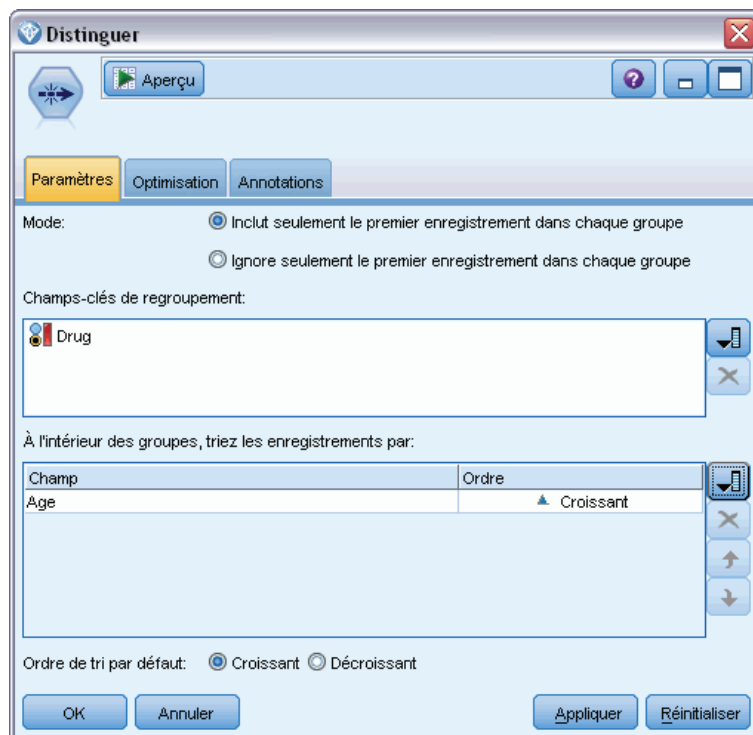 Distinguer
Aperçu
Paramètres Optimisation Annotations
Mode: Inclut seulement le premier enregistrement dans chaque groupe
Ignore seulement le premier enregistrement dans chaque groupe
Champs-clés de regroupement:
Drug
À l'intérieur des groupes, triez les enregistrements par:
Champ Ordre
Age Croissant
Ordre de tri par défaut: Croissant Décroissant
OK Annuler Appliquer Réinitialiser